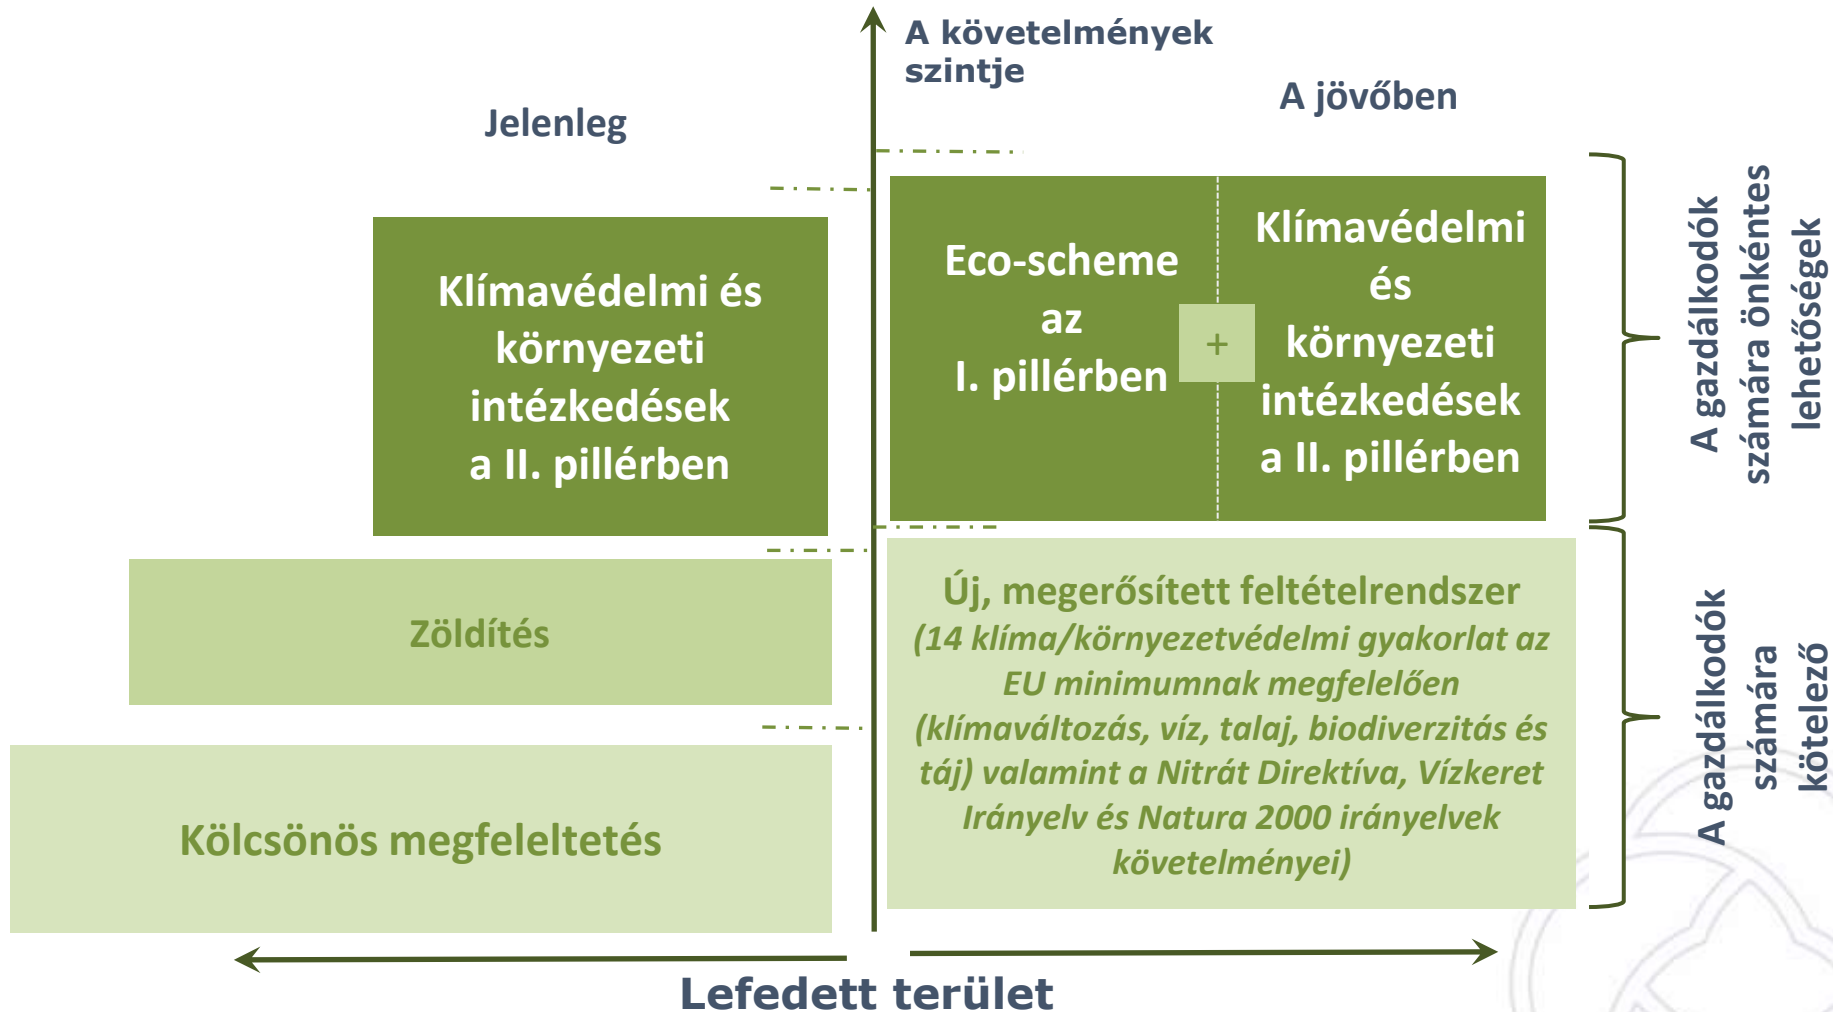 A követelmények
szintje
Jelenleg
A jövőben
Klímavédelmi és
környezeti
intézkedések
a II. pillérben
Zöldítés
Kölcsönös megfeleltetés
Eco-scheme
az
I. pillérben
+
Klímavédelmi
és
környezeti
intézkedések
a II. pillérben
Új, megerősített feltételrendszer
(14 klíma/környezetvédelmi gyakorlat az
EU minimumnak megfelelően
(klímaváltozás, víz, talaj, biodiverzitás és
táj) valamint a Nitrát Direktíva, Vízkeret
Irányelv és Natura 2000 irányelvek
követelményei)
A gazdálkodók
számára önkéntes
lehetőségek
A gazdálkodók
számára
kötelező
Lefedett terület